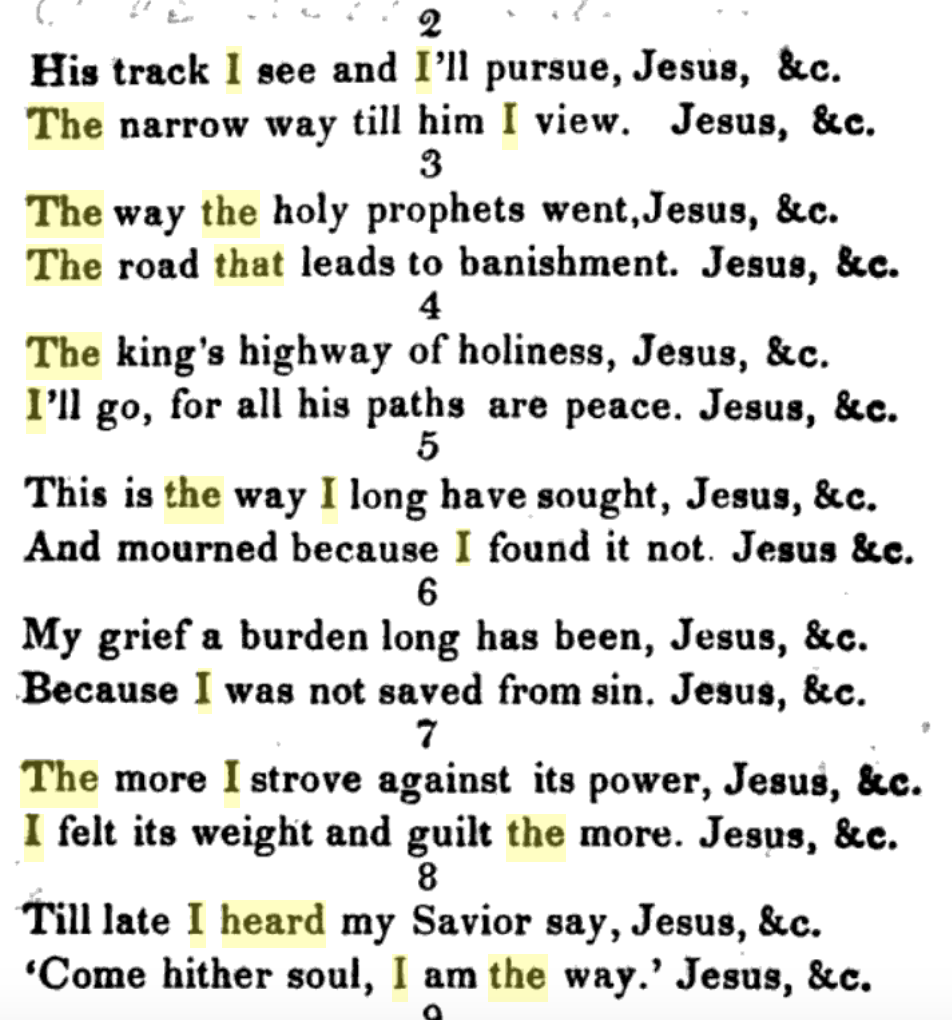 2
His track I see and I'll pursue, Jesus, &c.
The narrow way till him I view. Jesus, &c.
3
The way the holy prophets went,Jesus, &c.
The road that leads to banishment. Jesus, &c.
4
The king's highway of holiness, Jesus, &c.
I'll go, for all his paths are peace. Jesus, &c.
5
This is the way I long have sought, Jesus, &c.
And mourned because I found it not. Jesus &c.
6
My grief a burden long has been, Jesus, &c.
Because I was not saved from sin. Jesus, &c.
7
The more I strove against its power, Jesus, &c.
I felt its weight and guilt the more. Jesus, &c.
8
Till late I heard my Savior say, Jesus, &c.
‘Come hither soul, I am the way.’ Jesus, &c.
9